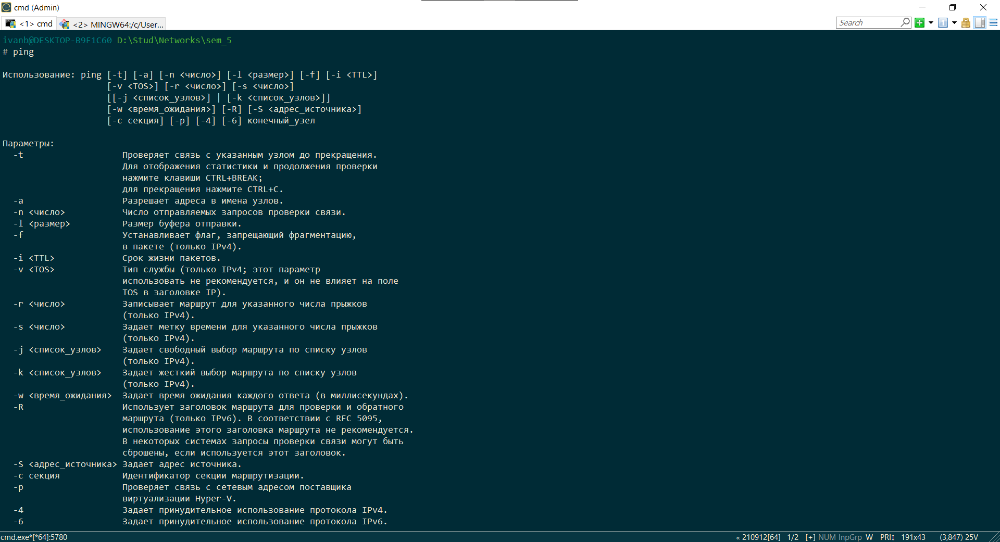 cmd (Admin)
<1> cmd
<2> MINGW64:/c/User...
Search
ivanb@DESKTOP-B9F1C60 D:\Stud\Networks\sem_5
# ping
Использование: ping [-t] [-a] [-n <число>] [-l <размер>] [-f] [-i <TTL>]
[-v <TOS>] [-r <число>] [-s <число>]
[[-j <список_узлов>] | [-k <список_узлов>]]
[-w <время_ожидания>] [-R] [-S <адрес_источника>]
[-c секция] [-p] [-4] [-6] конечный_узел
Параметры:
-t Проверяет связь с указанным узлом до прекращения.
Для отображения статистики и продолжения проверки
нажмите клавиши CTRL+BREAK;
для прекращения нажмите CTRL+C.
-a Разрешает адреса в имена узлов.
-n <число> Число отправляемых запросов проверки связи.
-l <размер> Размер буфера отправки.
-f Устанавливает флаг, запрещающий фрагментацию,
в пакете (только IPv4).
-i <TTL> Срок жизни пакетов.
-v <TOS> Тип службы (только IPv4; этот параметр
использовать не рекомендуется, и он не влияет на поле
TOS в заголовке IP).
-r <число> Записывает маршрут для указанного числа прыжков
(только IPv4).
-s <число> Задает метку времени для указанного числа прыжков
(только IPv4).
-j <список_узлов> Задает свободный выбор маршрута по списку узлов
(только IPv4).
-k <список_узлов> Задает жесткий выбор маршрута по списку узлов
(только IPv4).
-w <время_ожидания> Задает время ожидания каждого ответа (в миллисекундах).
-R Использует заголовок маршрута для проверки и обратного
маршрута (только IPv6). В соответствии с RFC 5095,
использование этого заголовка маршрута не рекомендуется.
В некоторых системах запросы проверки связи могут быть
сброшены, если используется этот заголовок.
-S <адрес_источника> Задает адрес источника.
-c секция Идентификатор секции маршрутизации.
-p Проверяет связь с сетевым адресом поставщика
виртуализации Hyper-V.
-4 Задает принудительное использование протокола IPv4.
-6 Задает принудительное использование протокола IPv6.
cmd.exe*[*64]:5780 « 210912[64] 1/2 [+] NUM InpGrp W PRI↕ 191x43 (3,847) 25V